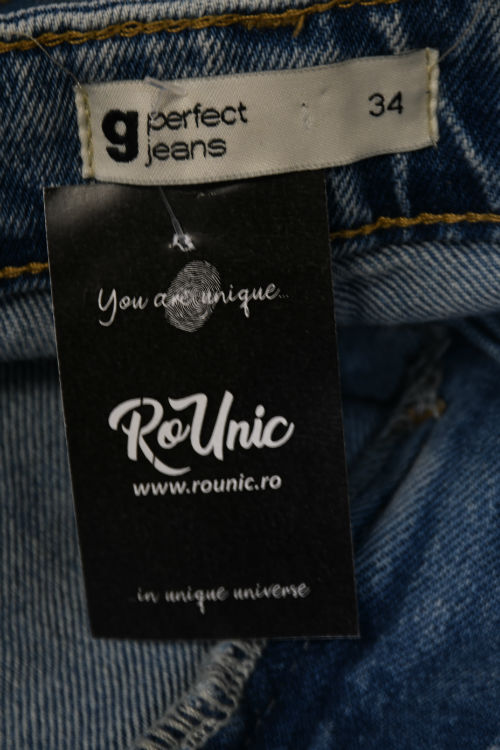 g perfect
jeans
34
You are unique...
RoUnic
www.rounic.ro
in unique universe